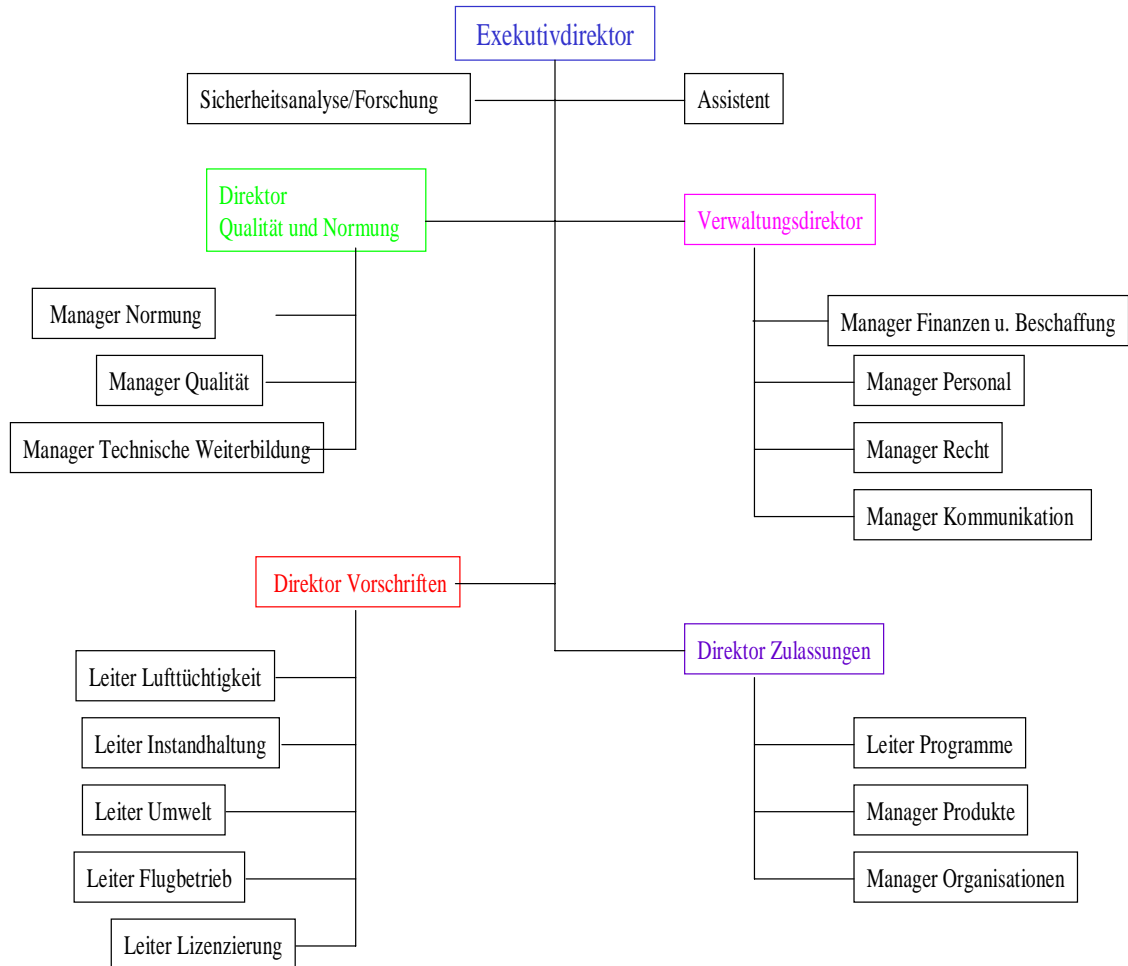 Exekutivdirektor
Sicherheitsanalyse/Forschung
Assistent
Direktor
Qualität und Normung
Verwaltungsdirektor
Manager Normung
Manager Qualität
Manager Technische Weiterbildung
Manager Finanzen u. Beschaffung
Manager Personal
Manager Recht
Manager Kommunikation
Direktor Vorschriften
Leiter Lufttüchtigkeit
Leiter Instandhaltung
Leiter Umwelt
Leiter Flugbetrieb
Leiter Lizenzierung
Direktor Zulassungen
Leiter Programme
Manager Produkte
Manager Organisationen